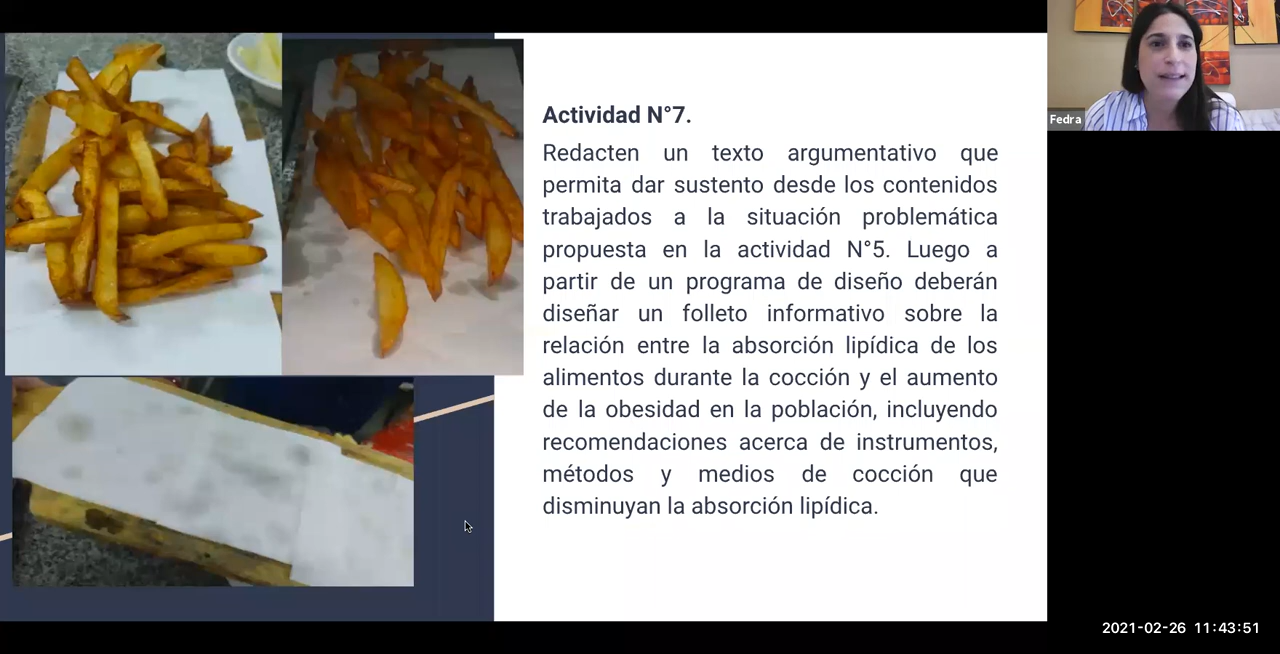 Actividad N°7.
Redacten un texto argumentativo que
permita dar sustento desde los contenidos
trabajados a la situación problemática
propuesta en la actividad N°5. Luego a
partir de un programa de diseño deberán
diseñar un folleto informativo sobre la
relación entre la absorción lipídica de los
alimentos durante la cocción y el aumento
de la obesidad en la población, incluyendo
recomendaciones acerca de instrumentos,
métodos y medios de cocción que
disminuyan la absorción lipídica.
Fedra
2021-02-26 11:43:51